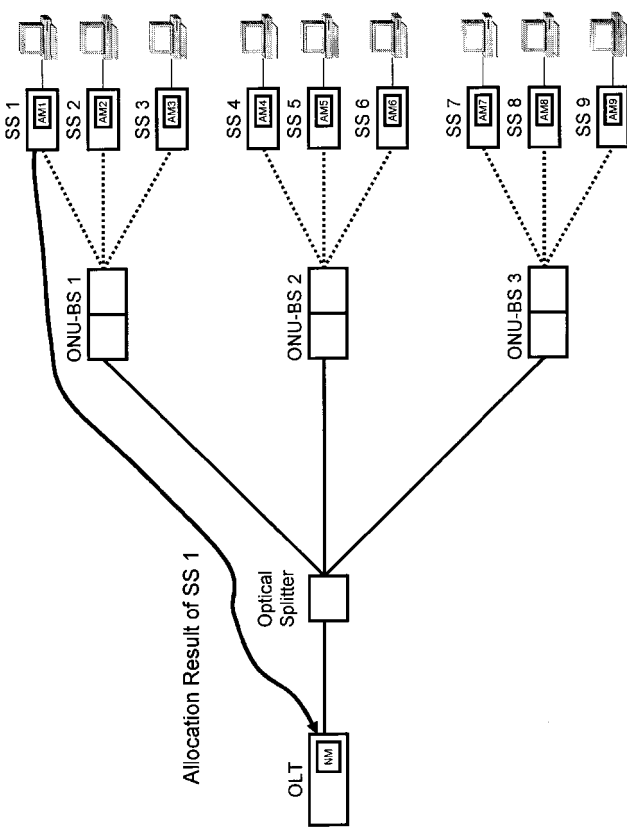 SS 1
AM1
SS 2
AM2
SS 3
AM3
SS 4
AM4
SS 5
AM5
SS 6
AM6
SS 7
AM7
SS 8
AM8
SS 9
AM9
ONU-BS 1
ONU-BS 2
ONU-BS 3
Allocation Result of SS 1
Optical
Splitter
OLT
NM